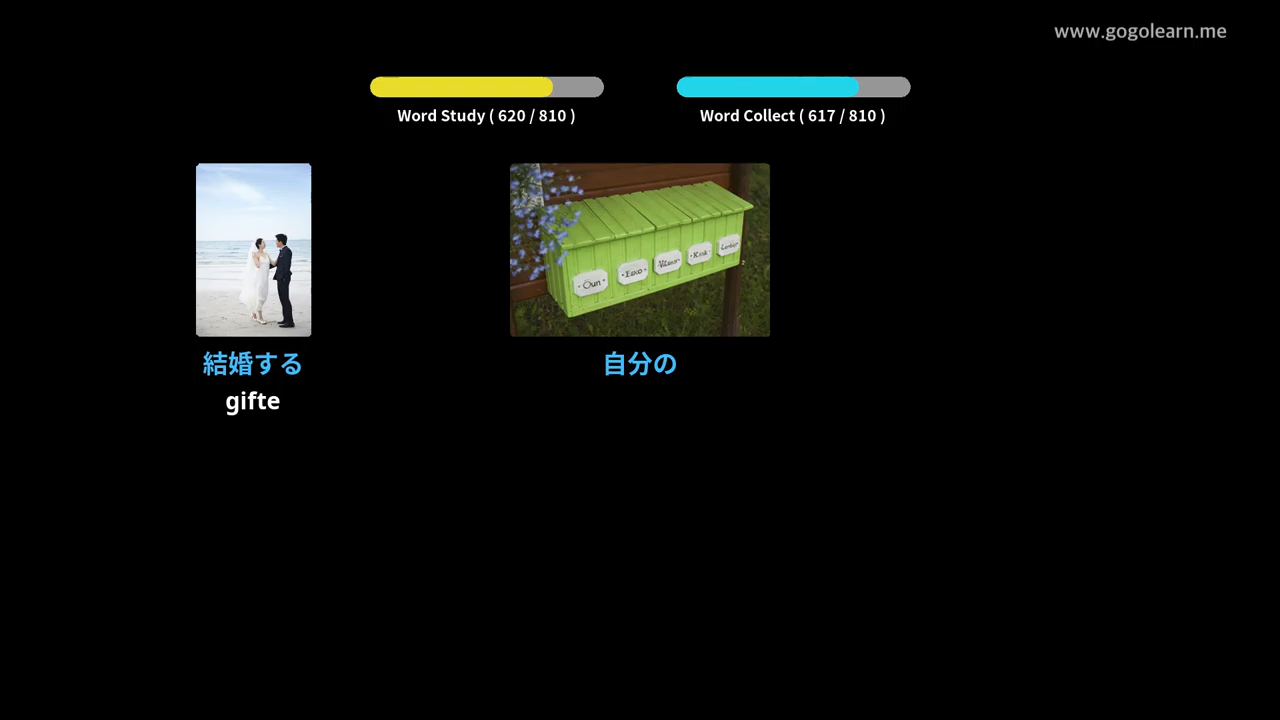 www.gogolearn.me
Word Study ( 620 / 810 )
Word Collect ( 617 / 810 )
Oun
結婚する
自分の
gifte